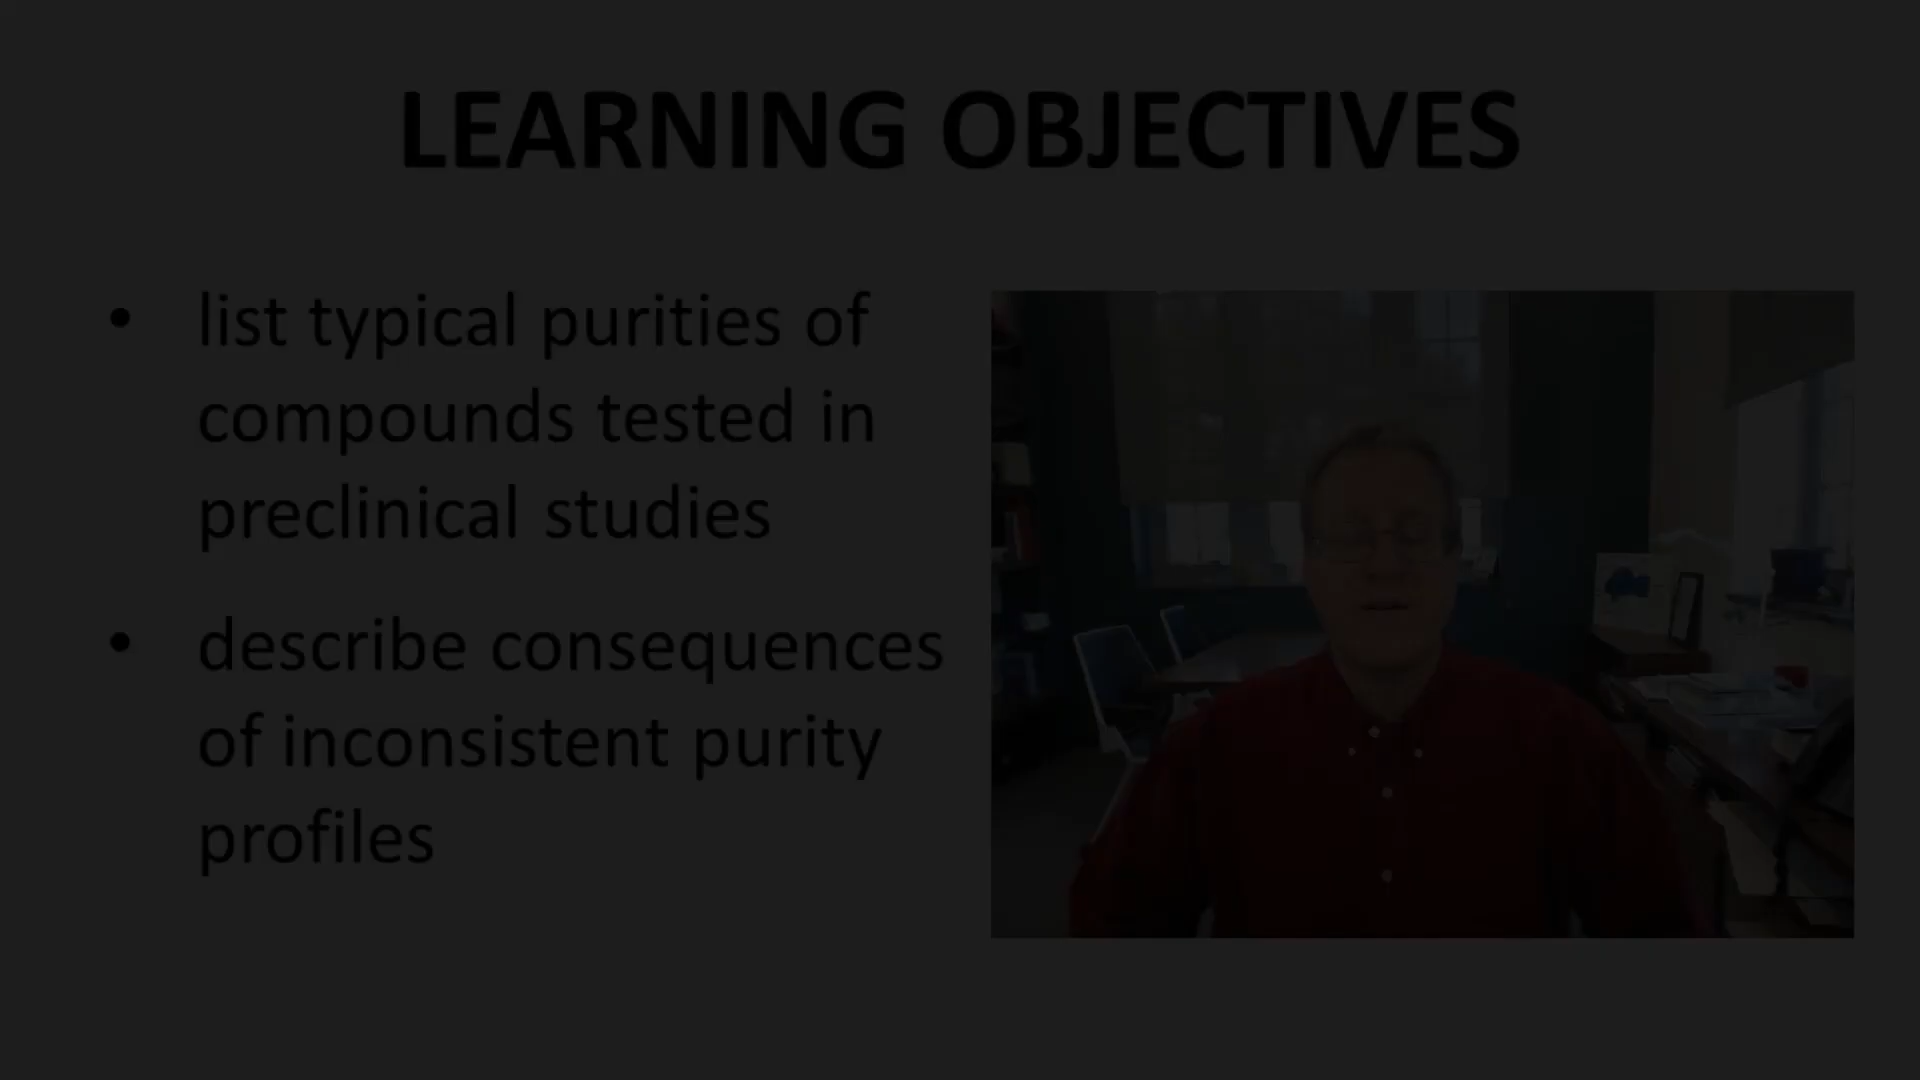 LEARNING OBJECTIVES
• list typical purities of
compounds tested in
preclinical studies
• describe consequences
of inconsistent purity
profiles